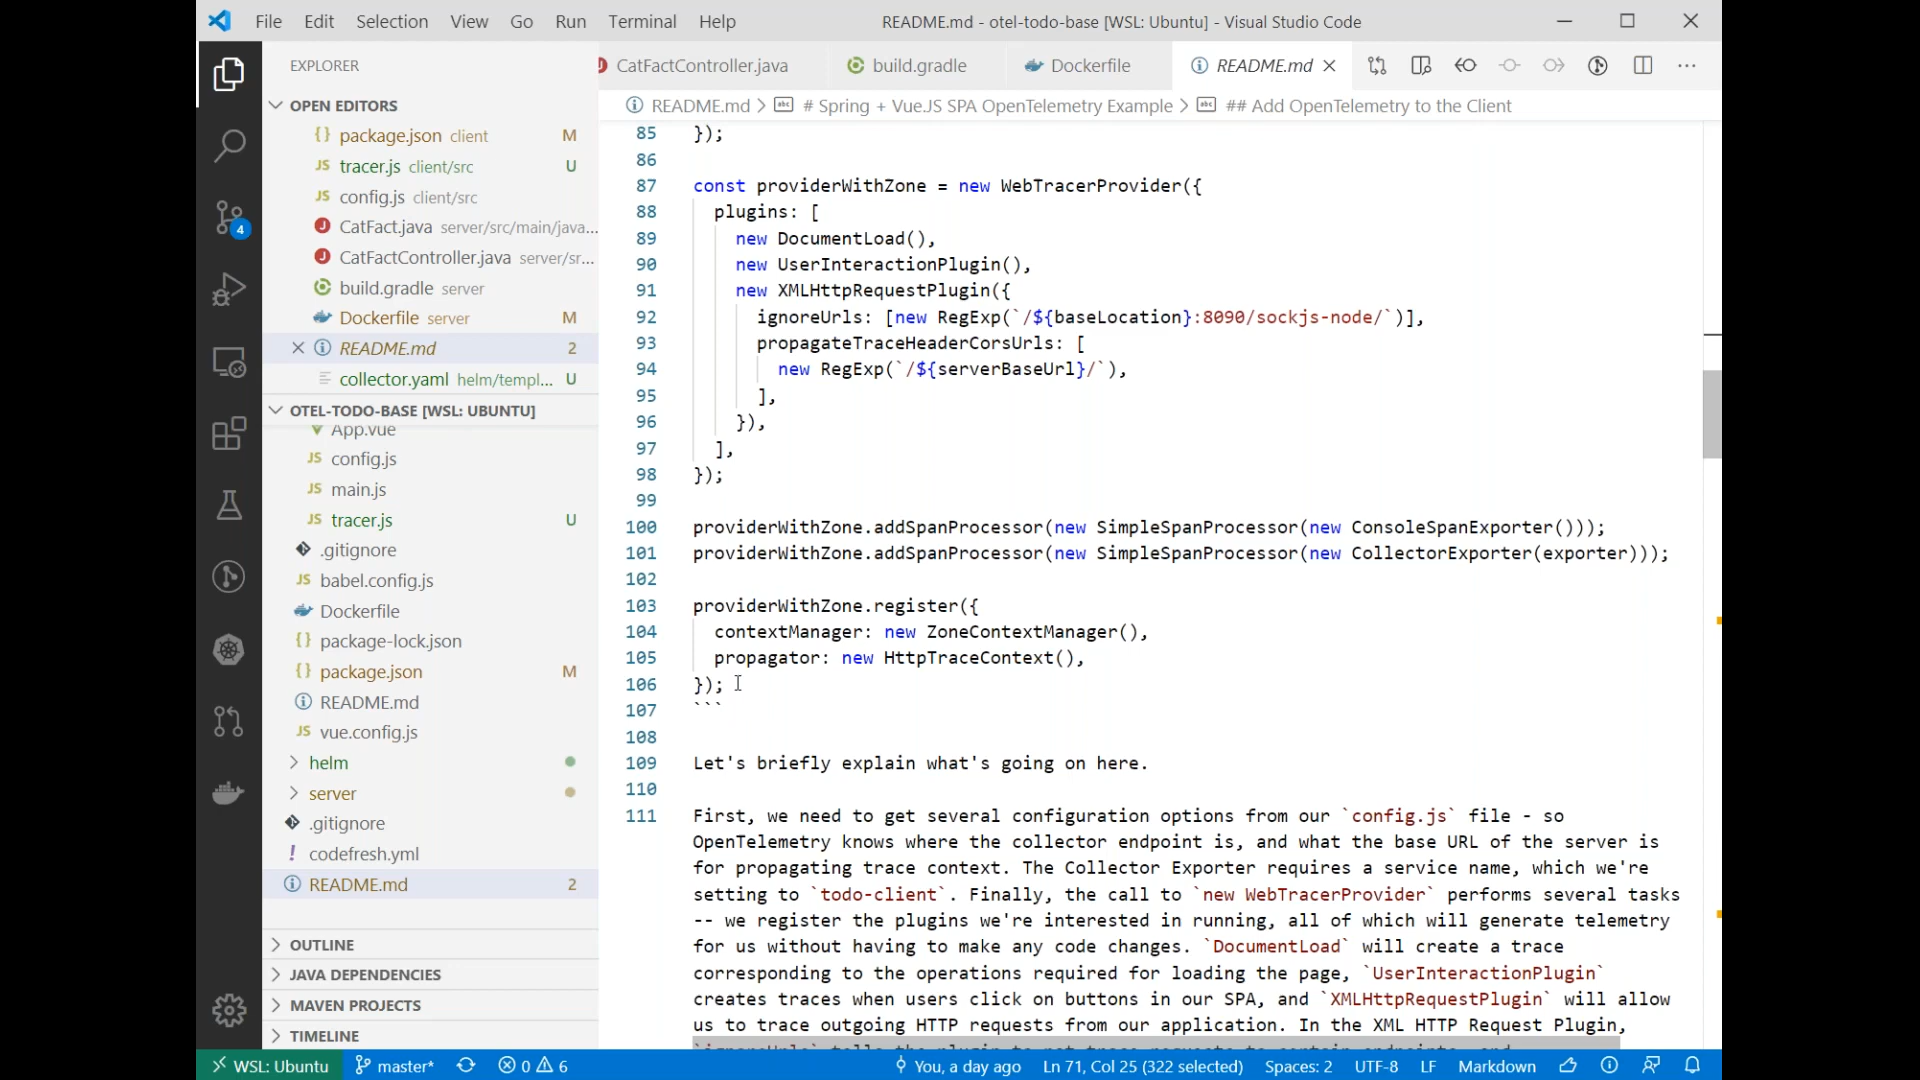 File Edit Selection View Go Run Terminal Help README.md - otel-todo-base [WSL: Ubuntu] - Visual Studio Code
EXPLORER
OPEN EDITORS
package.json client M
tracer.js client/src U
config.js client/src
CatFact.java server/src/main/java...
CatFactController.java server/sr...
build.gradle server
Dockerfile server M
README.md 2
collector.yaml helm/templ... U
OTEL-TODO-BASE [WSL: UBUNTU]
App.vue
config.js
main.js
tracer.js U
.gitignore
babel.config.js
Dockerfile
package-lock.json
package.json M
README.md
vue.config.js
helm
server
.gitignore
codefresh.yml
README.md 2
OUTLINE
JAVA DEPENDENCIES
MAVEN PROJECTS
TIMELINE
4
CatFactController.java build.gradle Dockerfile README.md
README.md > # Spring + VueJS SPA OpenTelemetry Example > ## Add OpenTelemetry to the Client
85 });
86
87 const providerWithZone = new WebTracerProvider({
88 plugins: [
89 new DocumentLoad(),
90 new UserInteractionPlugin(),
91 new XMLHttpRequestPlugin({
92 ignoreUrls: [new RegExp(`/${baseLocation}:8090/sockjs-node/`)],
93 propagateTraceHeaderCorsUrls: [
94 new RegExp(`/${serverBaseUrl}/`),
95 ],
96 }),
97 ],
98 });
99
100 providerWithZone.addSpanProcessor(new SimpleSpanProcessor(new ConsoleSpanExporter()));
101 providerWithZone.addSpanProcessor(new SimpleSpanProcessor(new CollectorExporter(exporter)));
102
103 providerWithZone.register({
104 contextManager: new ZoneContextManager(),
105 propagator: new HttpTraceContext(),
106 });
107 ```
108
109 Let's briefly explain what's going on here.
110
111 First, we need to get several configuration options from our `config.js` file - so
OpenTelemetry knows where the collector endpoint is, and what the base URL of the server is
for propagating trace context. The Collector Exporter requires a service name, which we're
setting to `todo-client`. Finally, the call to `new WebTracerProvider` performs several tasks
-- we register the plugins we're interested in running, all of which will generate telemetry
for us without having to make any code changes. `DocumentLoad` will create a trace
corresponding to the operations required for loading the page, `UserInteractionPlugin`
creates traces when users click on buttons in our SPA, and `XMLHttpRequestPlugin` will allow
us to trace outgoing HTTP requests from our application. In the XML HTTP Request Plugin,
WSL: Ubuntu master* 0 6 You, a day ago Ln 71, Col 25 (322 selected) Spaces: 2 UTF-8 LF Markdown